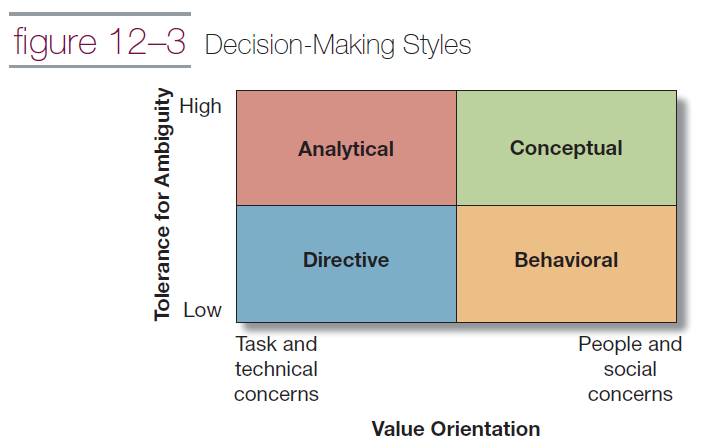 figure 12–3 Decision-Making Styles
Tolerance for Ambiguity
High
Analytical
Conceptual
Directive
Behavioral
Low
Task and
technical
concerns
People and
social
concerns
Value Orientation